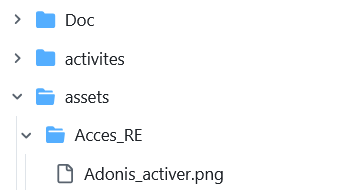 Doc
activites
assets
Acces_RE
Adonis_activer.png